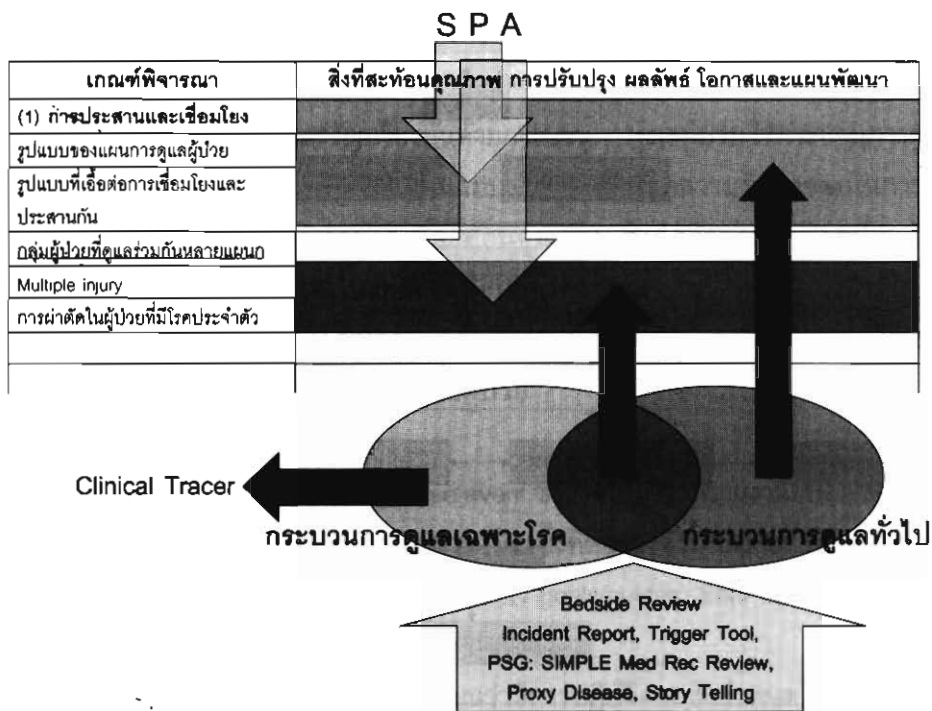 S P A
เกณฑ์พิจารณา
สิ่งที่สะท้อนคุณภาพ การปรับปรุง ผลลัพธ์ โอกาสและแผนพัฒนา
(1) การประสานและเชื่อมโยง
รูปแบบของแผนการดูแลผู้ป่วย
รูปแบบที่เอื้อต่อการเชื่อมโยงและ
ประสานกัน
กลุ่มผู้ป่วยที่ดูแลร่วมกันหลายแผนก
Multiple injury
การผ่าตัดในผู้ป่วยที่มีโรคประจำตัว
Clinical Tracer
กระบวนการดูแลเฉพาะโรค
กระบวนการดูแลทั่วไป
Bedside Review
Incident Report, Trigger Tool,
PSG: SIMPLE Med Rec Review,
Proxy Disease, Story Telling